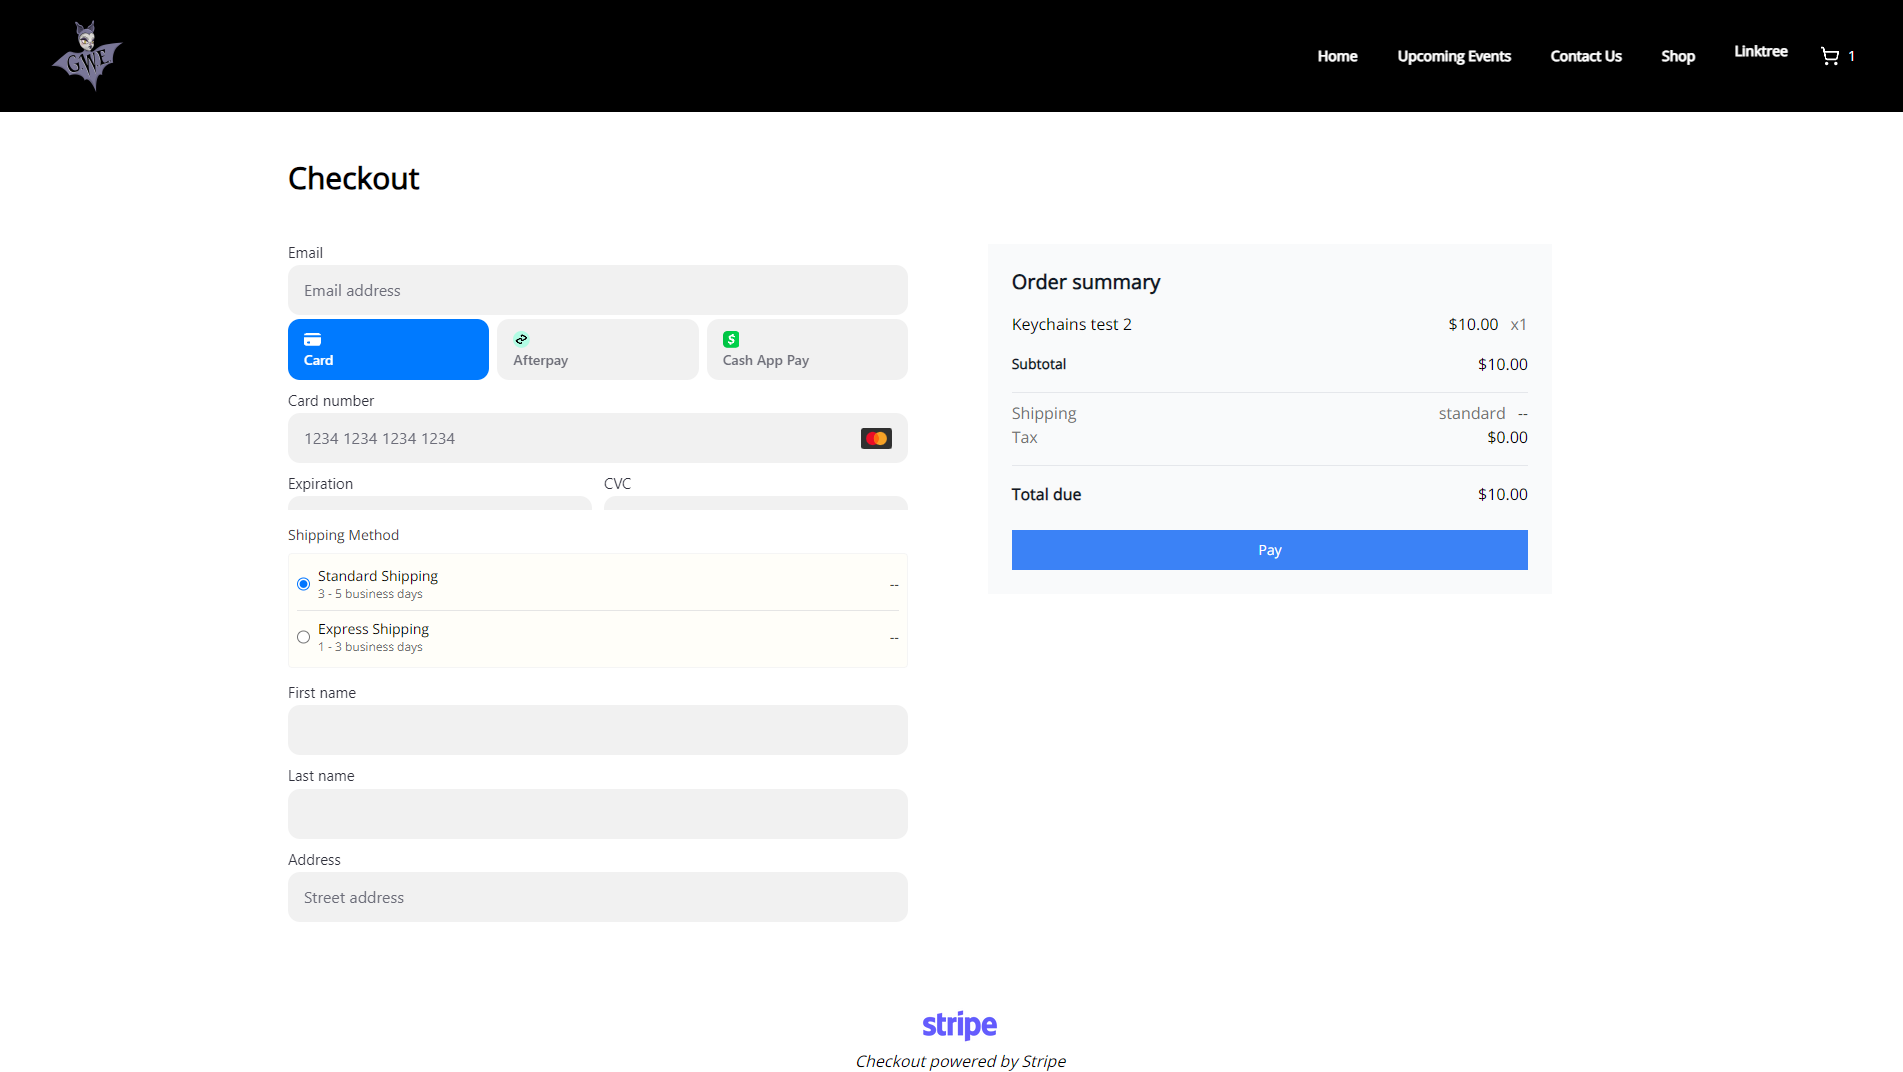 GWE
Home Upcoming Events Contact Us Shop Linktree 1
Checkout
Email
Email address
Card Afterpay Cash App Pay
Card number
1234 1234 1234 1234
Expiration CVC
Shipping Method
Standard Shipping --
3 - 5 business days
Express Shipping --
1 - 3 business days
First name
Last name
Address
Street address
Order summary
Keychains test 2 $10.00 x1
Subtotal $10.00
Shipping standard --
Tax $0.00
Total due $10.00
Pay
stripe
Checkout powered by Stripe